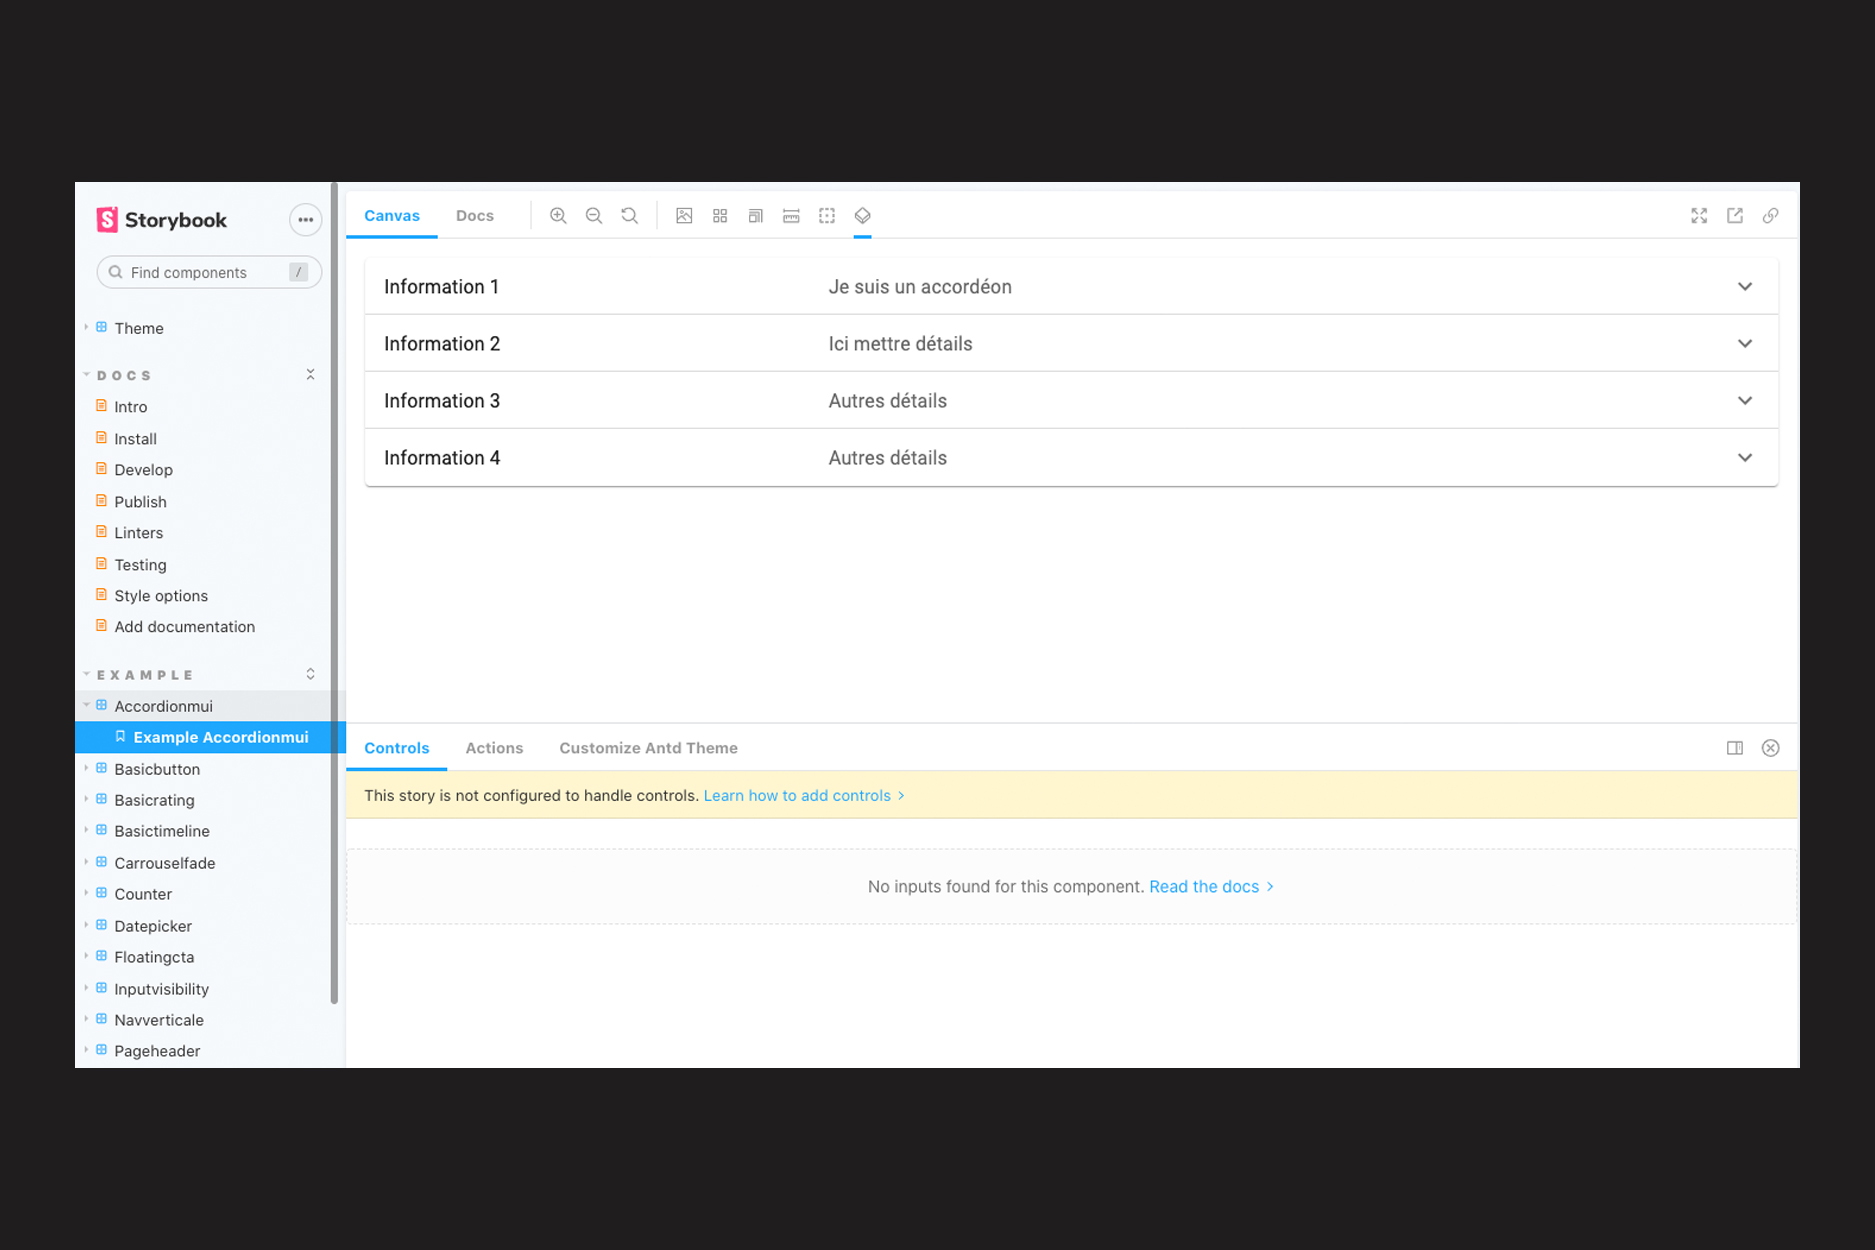 Storybook
Find components /
Theme
DOCS
Intro
Install
Develop
Publish
Linters
Testing
Style options
Add documentation
EXAMPLE
Accordionmui
Example Accordionmui
Basicbutton
Basicrating
Basictimeline
Carrouselfade
Counter
Datepicker
Floatingcta
Inputvisibility
Navverticale
Pageheader
Canvas Docs
Information 1 Je suis un accordéon
Information 2 Ici mettre détails
Information 3 Autres détails
Information 4 Autres détails
Controls Actions Customize Antd Theme
This story is not configured to handle controls. Learn how to add controls
No inputs found for this component. Read the docs